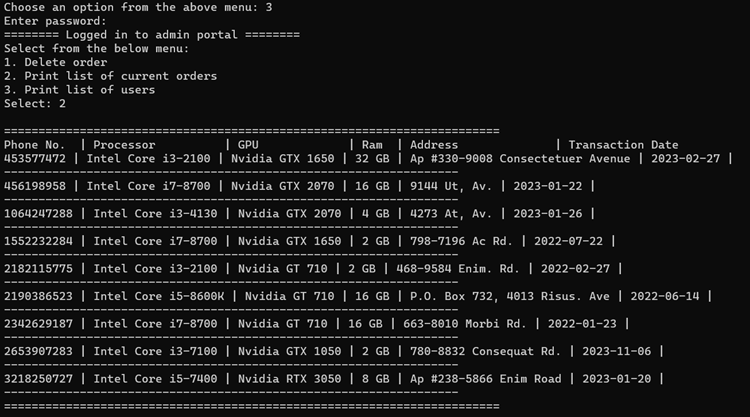 Choose an option from the above menu: 3
Enter password:
======== Logged in to admin portal ========
Select from the below menu:
1. Delete order
2. Print list of current orders
3. Print list of users
Select: 2
========================================================================
Phone No. | Processor | GPU | Ram | Address | Transaction Date
453577472 | Intel Core i3-2100 | Nvidia GTX 1650 | 32 GB | Ap #330-9008 Consectetuer Avenue | 2023-02-27 |
------------------------------------------------------------------
456198958 | Intel Core i7-8700 | Nvidia GTX 2070 | 16 GB | 9144 Ut, Av. | 2023-01-22 |
------------------------------------------------------------------
1064247288 | Intel Core i3-4130 | Nvidia GTX 2070 | 4 GB | 4273 At, Av. | 2023-01-26 |
------------------------------------------------------------------
1552232284 | Intel Core i7-8700 | Nvidia GTX 1650 | 2 GB | 798-7196 Ac Rd. | 2022-07-22 |
------------------------------------------------------------------
2182115775 | Intel Core i3-2100 | Nvidia GT 710 | 2 GB | 468-9584 Enim. Rd. | 2022-02-27 |
------------------------------------------------------------------
2190386523 | Intel Core i5-8600K | Nvidia GT 710 | 16 GB | P.O. Box 732, 4013 Risus. Ave | 2022-06-14 |
------------------------------------------------------------------
2342629187 | Intel Core i7-8700 | Nvidia GT 710 | 16 GB | 663-8010 Morbi Rd. | 2022-01-23 |
------------------------------------------------------------------
2653907283 | Intel Core i3-7100 | Nvidia GTX 1050 | 2 GB | 780-8832 Consequat Rd. | 2023-11-06 |
------------------------------------------------------------------
3218250727 | Intel Core i5-7400 | Nvidia RTX 3050 | 8 GB | Ap #238-5866 Enim Road | 2023-01-20 |
------------------------------------------------------------------
========================================================================